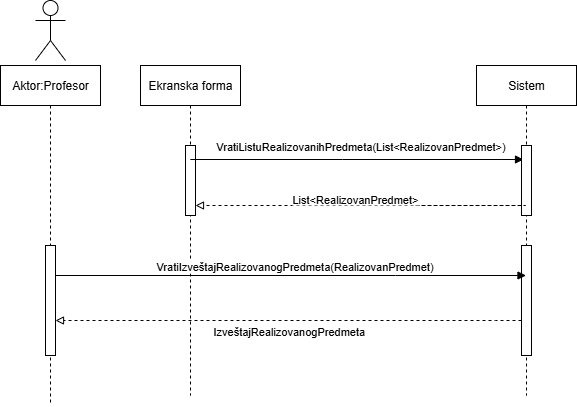 Aktor:Profesor
Ekranska forma
Sistem
VratiListuRealizovanihPredmeta(List<RealizovanPredmet>)
List<RealizovanPredmet>
VratiIzveštajRealizovanogPredmeta(RealizovanPredmet)
IzveštajRealizovanogPredmeta